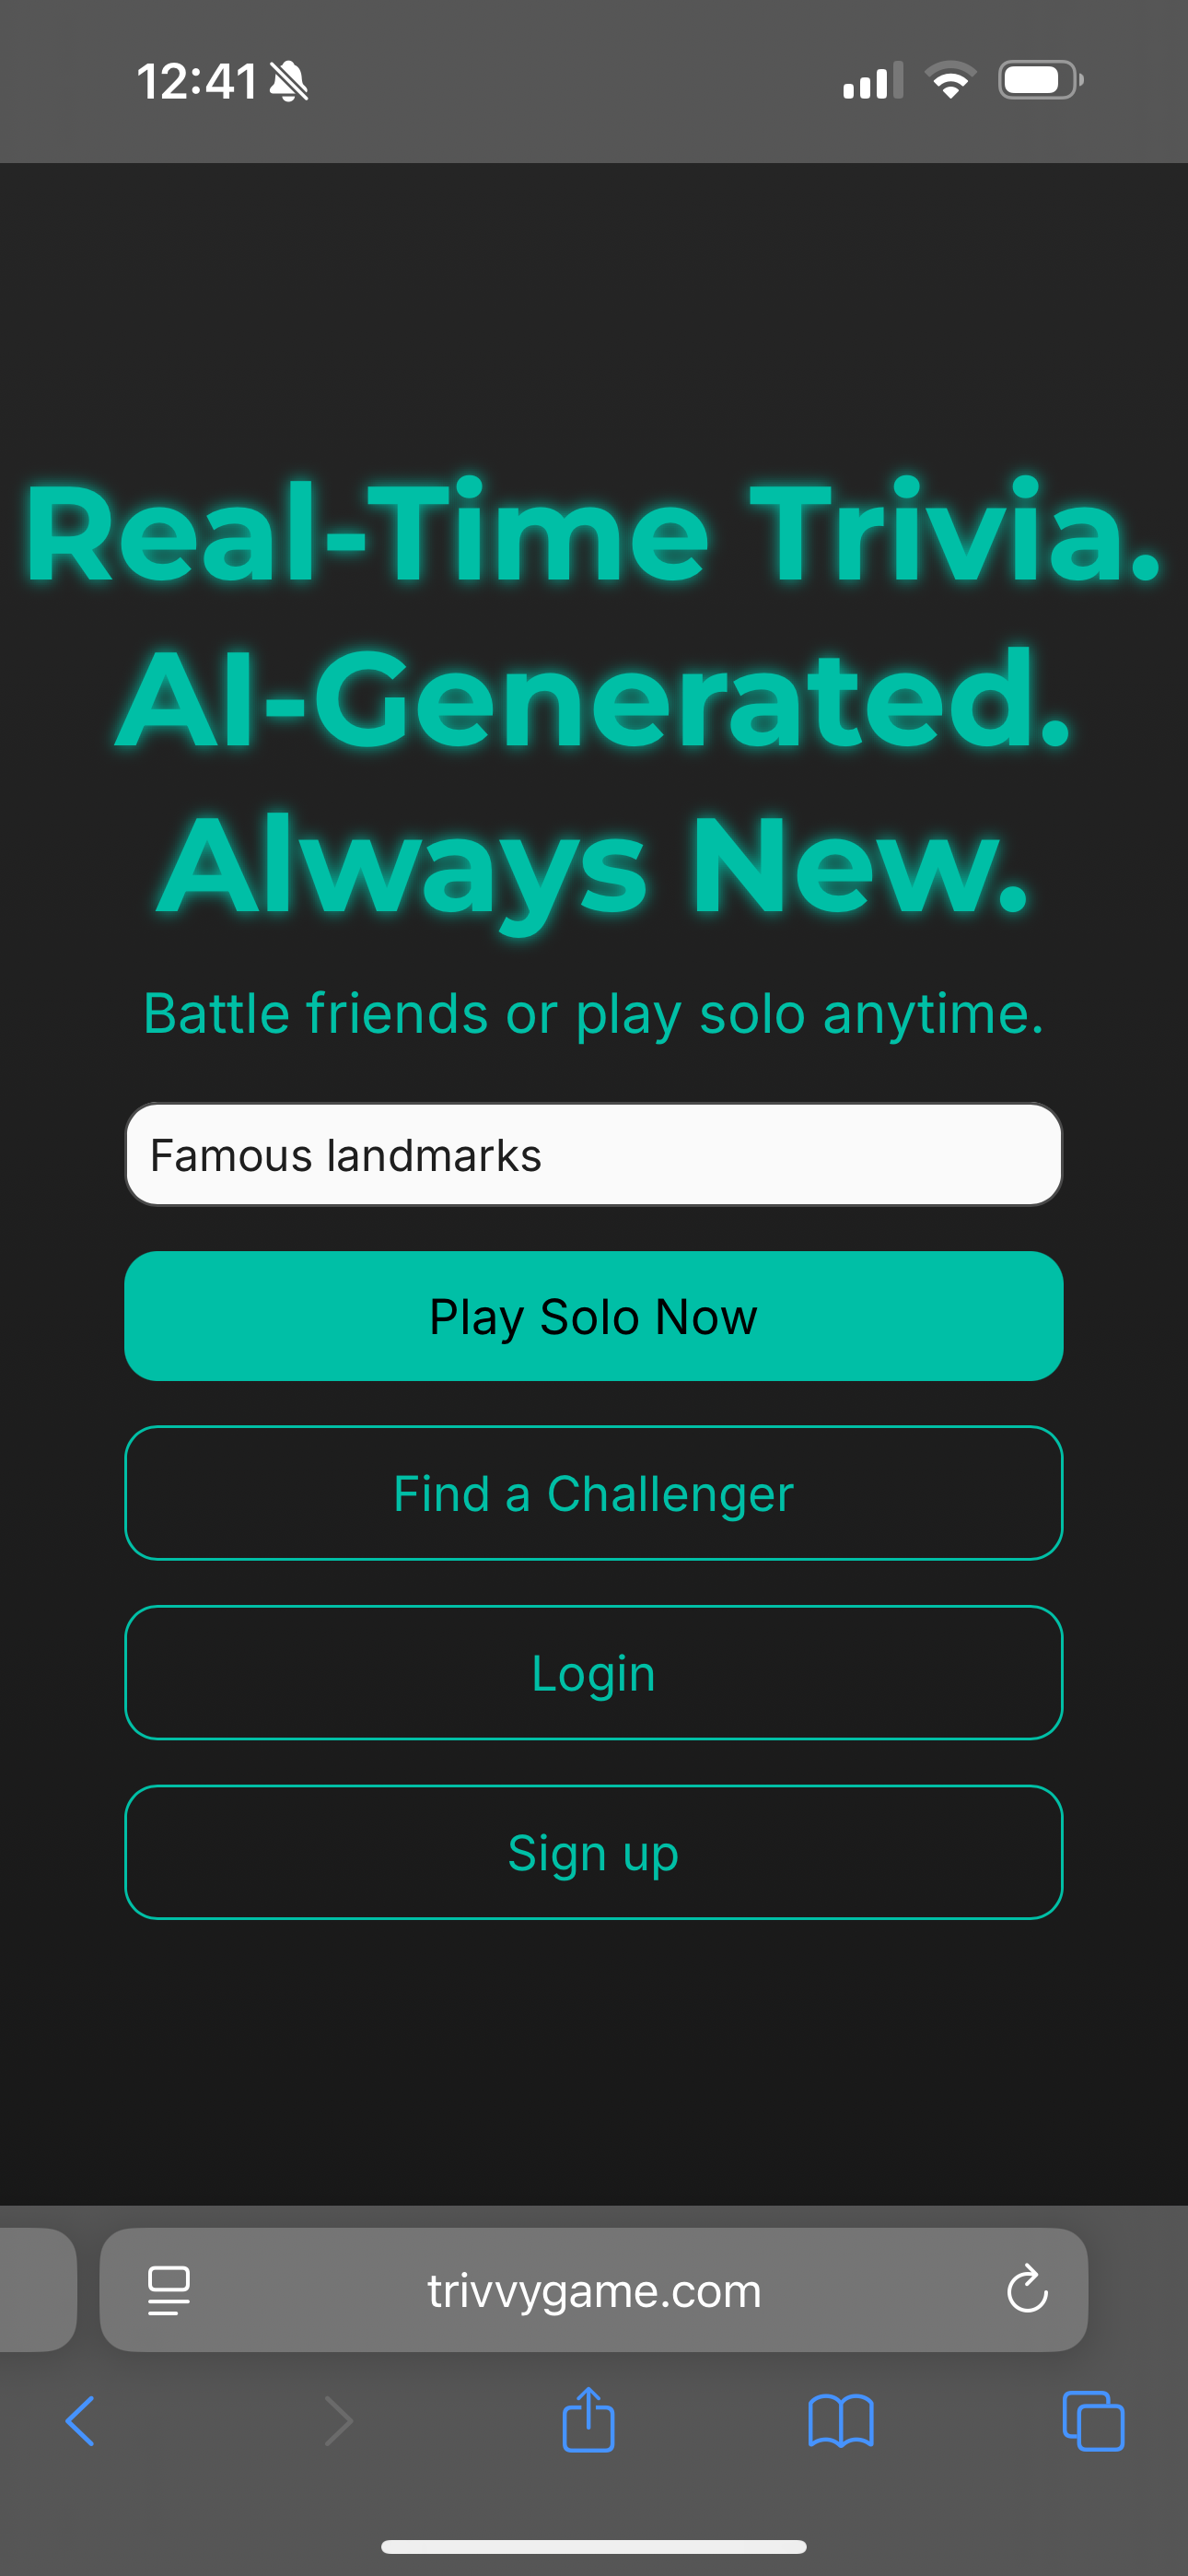 12:41
Real-Time Trivia.
AI-Generated.
Always New.
Battle friends or play solo anytime.
Famous landmarks
Play Solo Now
Find a Challenger
Login
Sign up
trivvygame.com